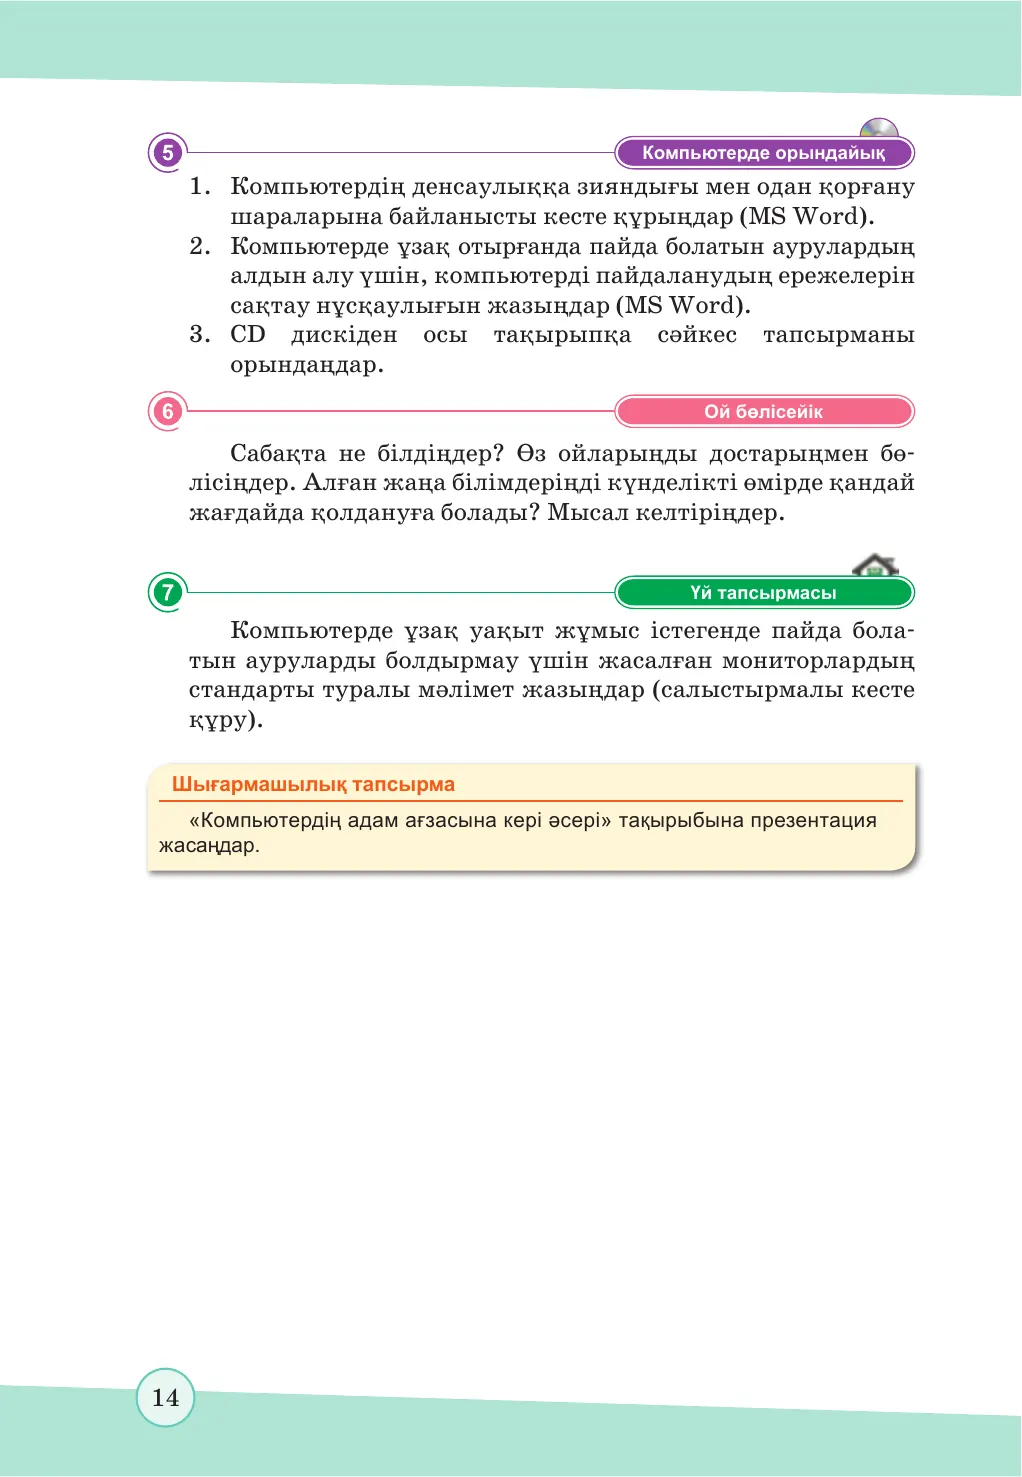 5
Компьютерде орындайық
1. Компьютердің денсаулыққа зияндығы мен одан қорғану
шараларына байланысты кесте құрыңдар (MS Word).
2. Компьютерде ұзақ отырғанда пайда болатын аурулардың
алдын алу үшін, компьютерді пайдаланудың ережелерін
сақтау нұсқаулығын жазыңдар (MS Word).
3. CD дискіден осы тақырыпқа сәйкес тапсырманы
орындаңдар.
6
Ой бөлісейік
Сабақта не білдіңдер? Өз ойларыңды достарыңмен бө-
лісіңдер. Алған жаңа білімдеріңді күнделікті өмірде қандай
жағдайда қолдануға болады? Мысал келтіріңдер.
7
Үй тапсырмасы
Компьютерде ұзақ уақыт жұмыс істегенде пайда бола-
тын ауруларды болдырмау үшін жасалған мониторлардың
стандарты туралы мәлімет жазыңдар (салыстырмалы кесте
құру).
Шығармашылық тапсырма
«Компьютердің адам ағзасына кері әсері» тақырыбына презентация
жасаңдар.
14